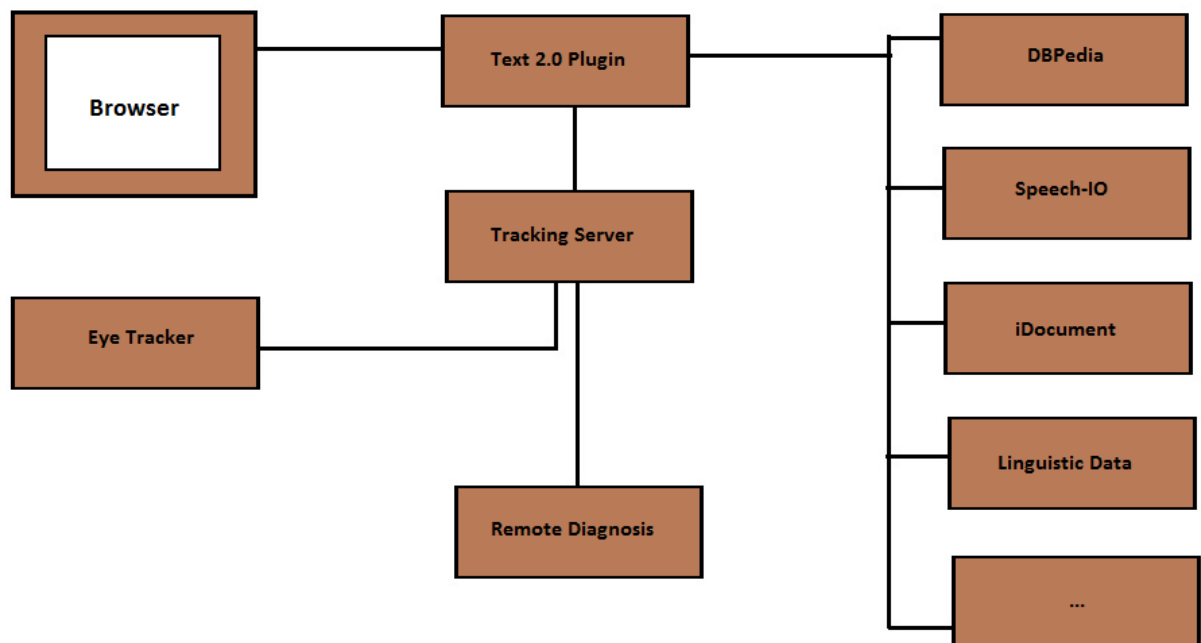 Browser
Text 2.0 Plugin
DBPedia
Speech-IO
Tracking Server
Eye Tracker
iDocument
Linguistic Data
Remote Diagnosis
...